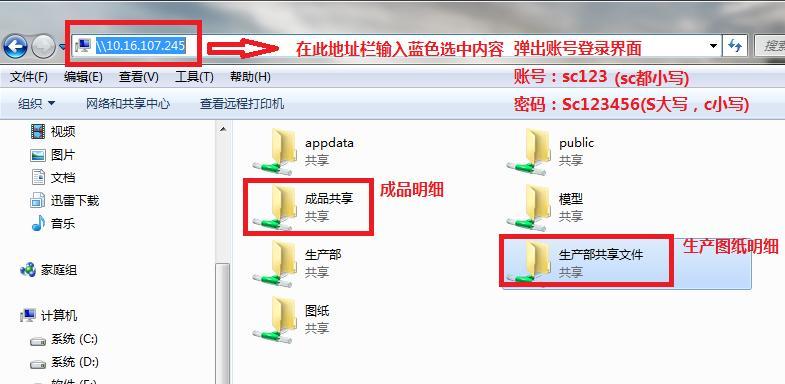 \\10.16.107.245
在此地址栏输入蓝色选中内容 弹出账号登录界面
搜索
文件(F) 编辑(E) 查看(V) 工具(T) 帮助(H)
账号：sc123 (sc都小写)
组织 网络和共享中心 查看远程打印机
密码：Sc123456(S大写，c小写)
视频
图片
文档
迅雷下载
音乐
家庭组
计算机
系统 (C:)
系统 (D:)
软件 (E:)
appdata
共享
public
共享
成品共享
共享
成品明细
模型
共享
生产部
共享
生产部共享文件
共享
生产图纸明细
图纸
共享